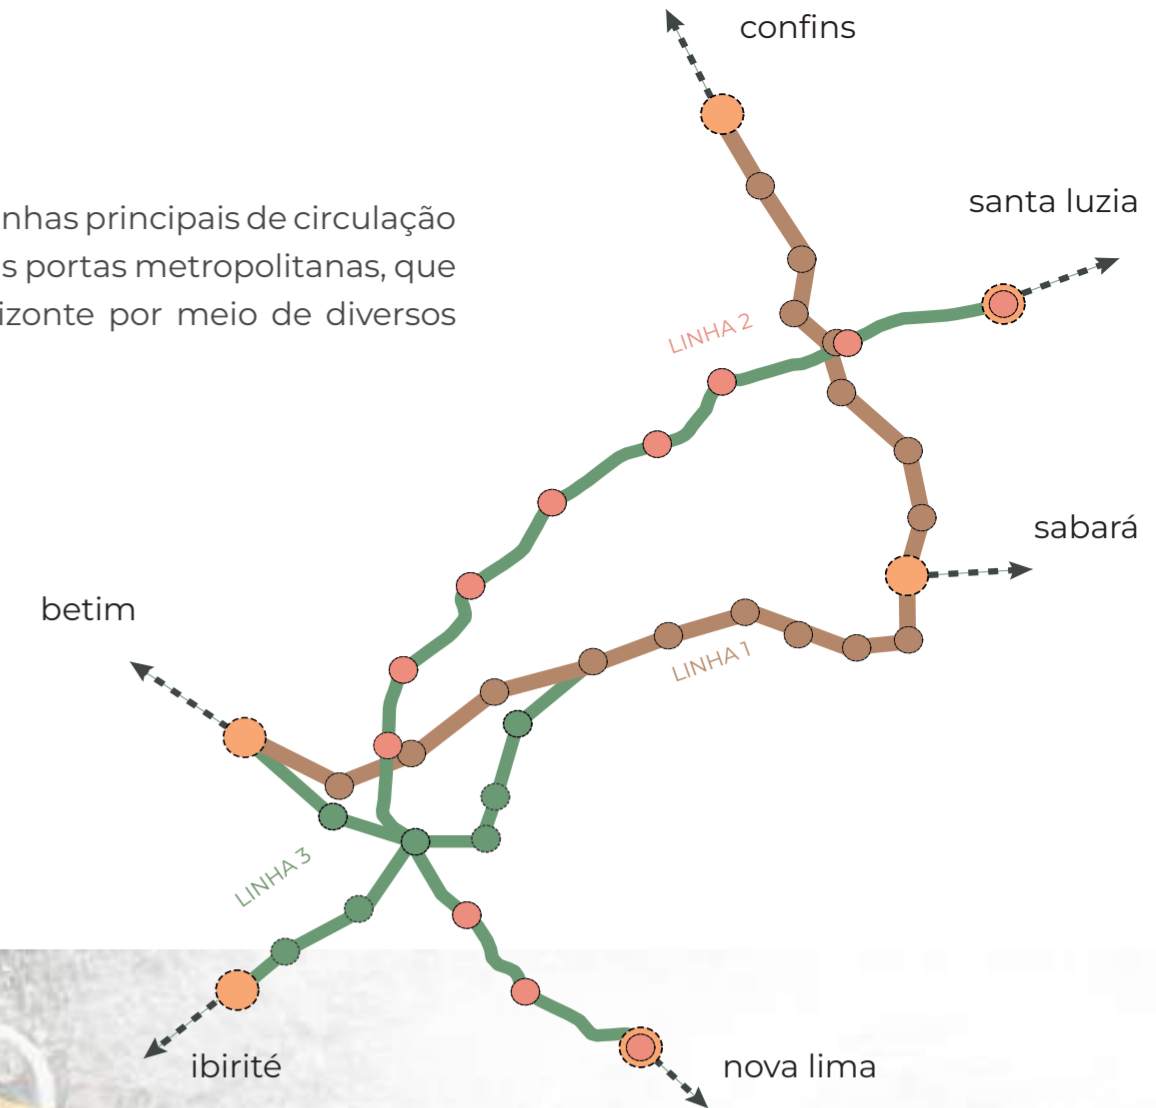 confins
santa luzia
nhas principais de circulação
s portas metropolitanas, que
izonte por meio de diversos
LINHA 2
sabará
betim
LINHA 1
LINHA 3
ibirité
nova lima